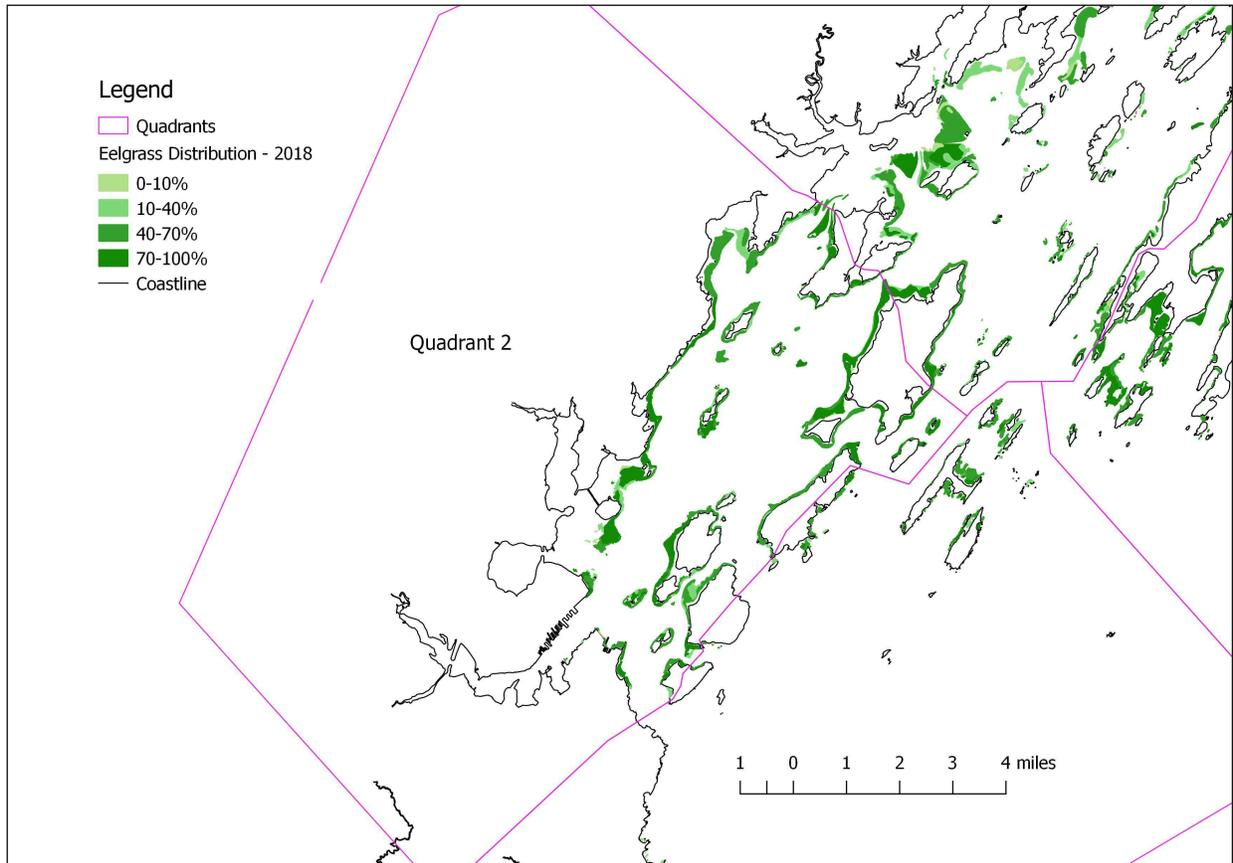 Legend
Quadrants
Eelgrass Distribution - 2018
0-10%
10-40%
40-70%
70-100%
Coastline
Quadrant 2
1 0 1 2 3 4 miles